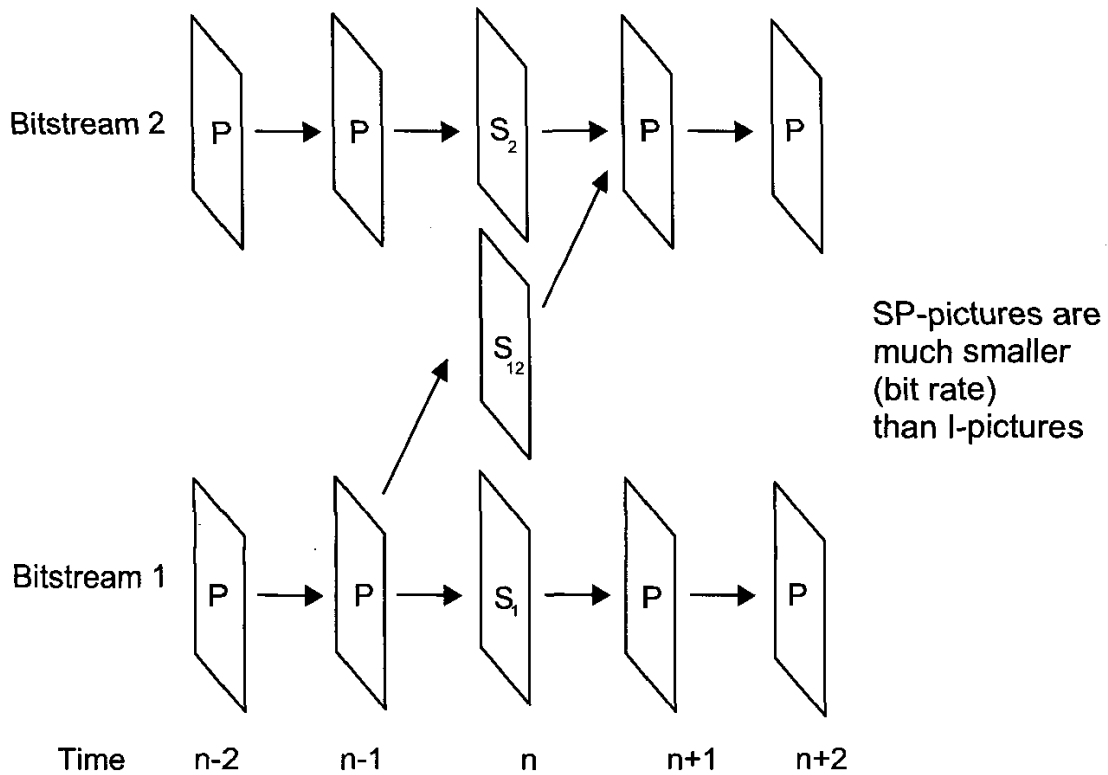 Bitstream 2
P
P
S2
P
P
S12
SP-pictures are
much smaller
(bit rate)
than I-pictures
Bitstream 1
P
P
S1
P
P
Time n-2 n-1 n n+1 n+2